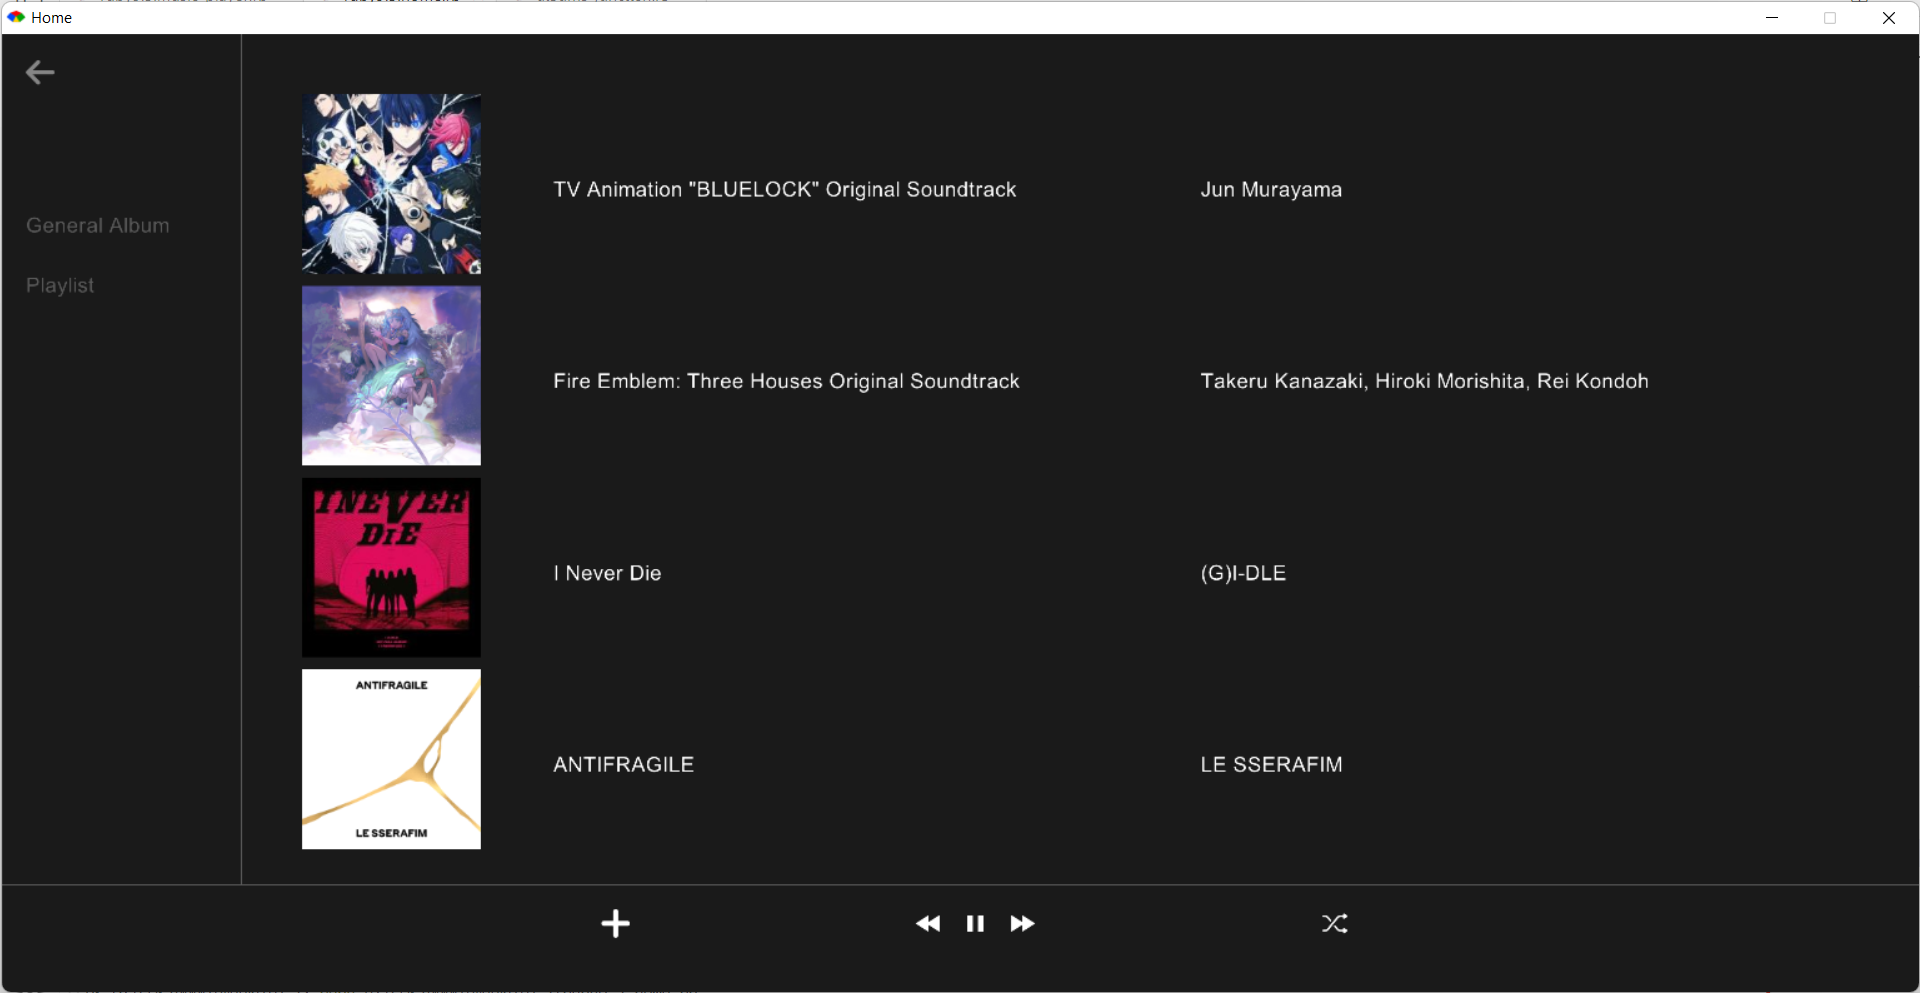 Home
General Album
Playlist
TV Animation "BLUELOCK" Original Soundtrack
Jun Murayama
Fire Emblem: Three Houses Original Soundtrack
Takeru Kanazaki, Hiroki Morishita, Rei Kondoh
I NEVER
DIE
I Never Die
(G)I-DLE
ANTIFRAGILE
LE SSERAFIM
ANTIFRAGILE
LE SSERAFIM